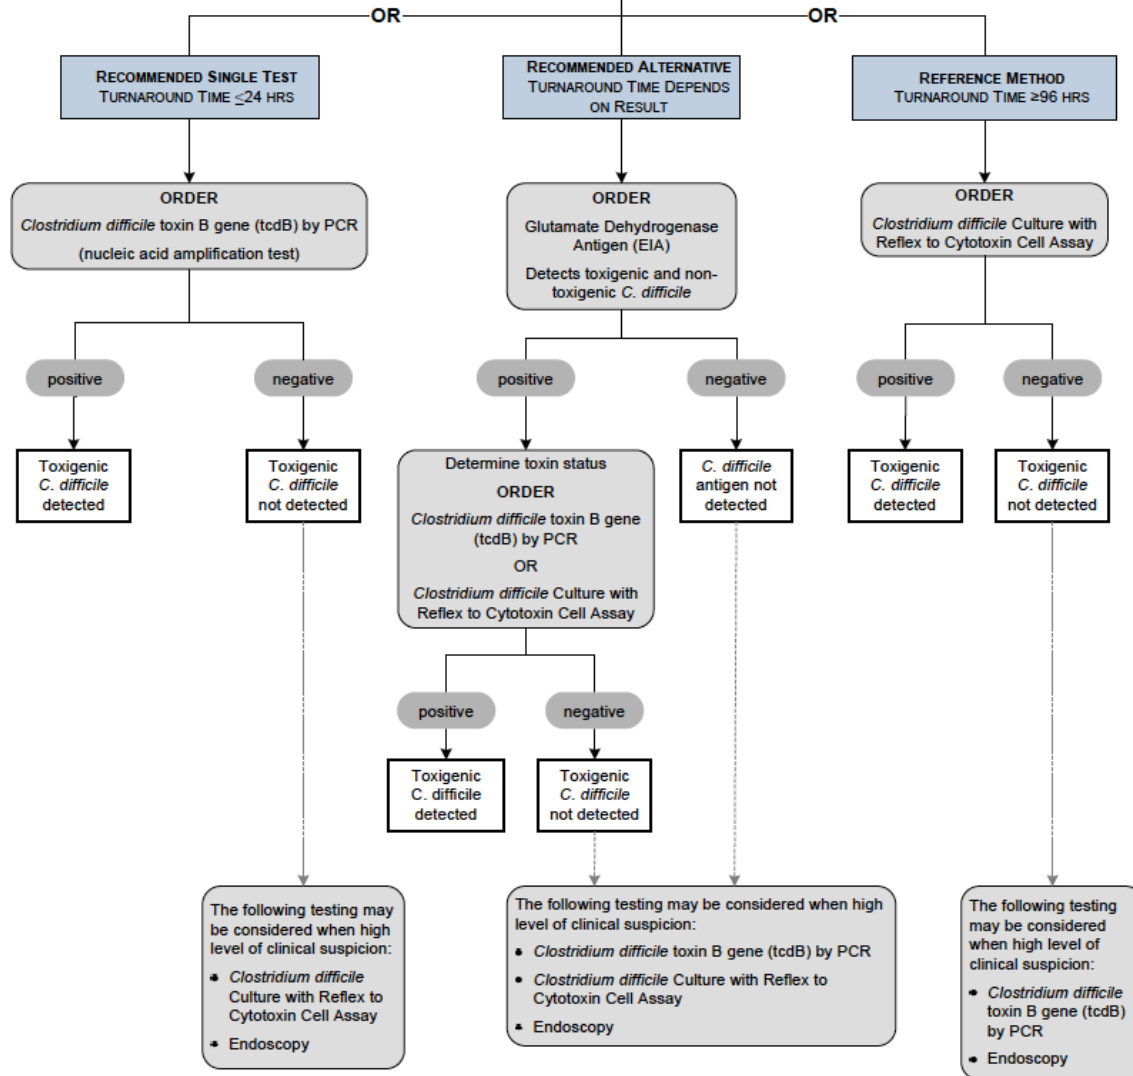 OR
OR
RECOMMENDED SINGLE TEST
TURNAROUND TIME ≤24 HRS
RECOMMENDED ALTERNATIVE
TURNAROUND TIME DEPENDS
ON RESULT
REFERENCE METHOD
TURNAROUND TIME ≥96 HRS
ORDER
Clostridium difficile toxin B gene (tcdB) by PCR
(nucleic acid amplification test)
ORDER
Glutamate Dehydrogenase
Antigen (EIA)
Detects toxigenic and non-
toxigenic C. difficile
ORDER
Clostridium difficile Culture with
Reflex to Cytotoxin Cell Assay
positive
negative
positive
negative
positive
negative
Toxigenic
C. difficile
detected
Toxigenic
C. difficile
not detected
Determine toxin status
ORDER
Clostridium difficile toxin B gene
(tcdB) by PCR
OR
Clostridium difficile Culture with
Reflex to Cytotoxin Cell Assay
C. difficile
antigen not
detected
Toxigenic
C. difficile
detected
Toxigenic
C. difficile
not detected
positive
negative
Toxigenic
C. difficile
detected
Toxigenic
C. difficile
not detected
The following testing may
be considered when high
level of clinical suspicion:
• Clostridium difficile
Culture with Reflex to
Cytotoxin Cell Assay
• Endoscopy
The following testing may be considered when high
level of clinical suspicion:
• Clostridium difficile toxin B gene (tcdB) by PCR
• Clostridium difficile Culture with Reflex to
Cytotoxin Cell Assay
• Endoscopy
The following testing
may be considered
when high level of
clinical suspicion:
• Clostridium difficile
toxin B gene (tcdB)
by PCR
• Endoscopy